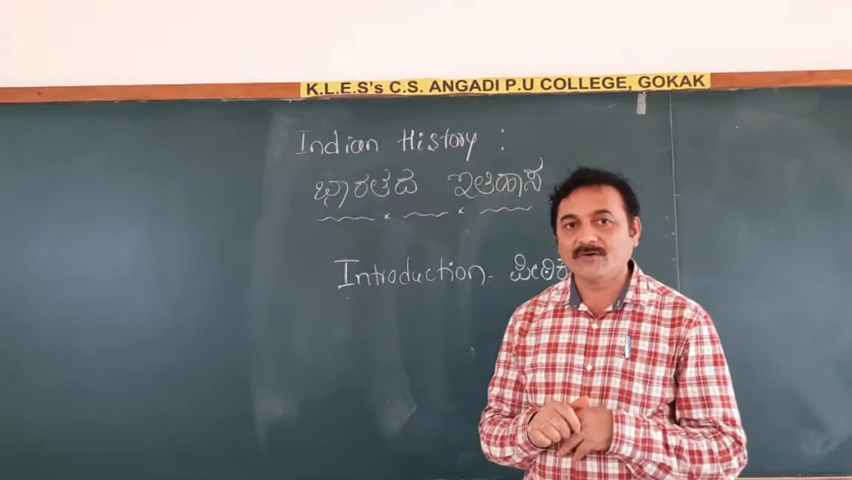 K.L.E.S's C.S. ANGADI P.U COLLEGE, GOKAK
Indian History :
ಭಾರತದ ಇತಿಹಾಸ
Introduction -